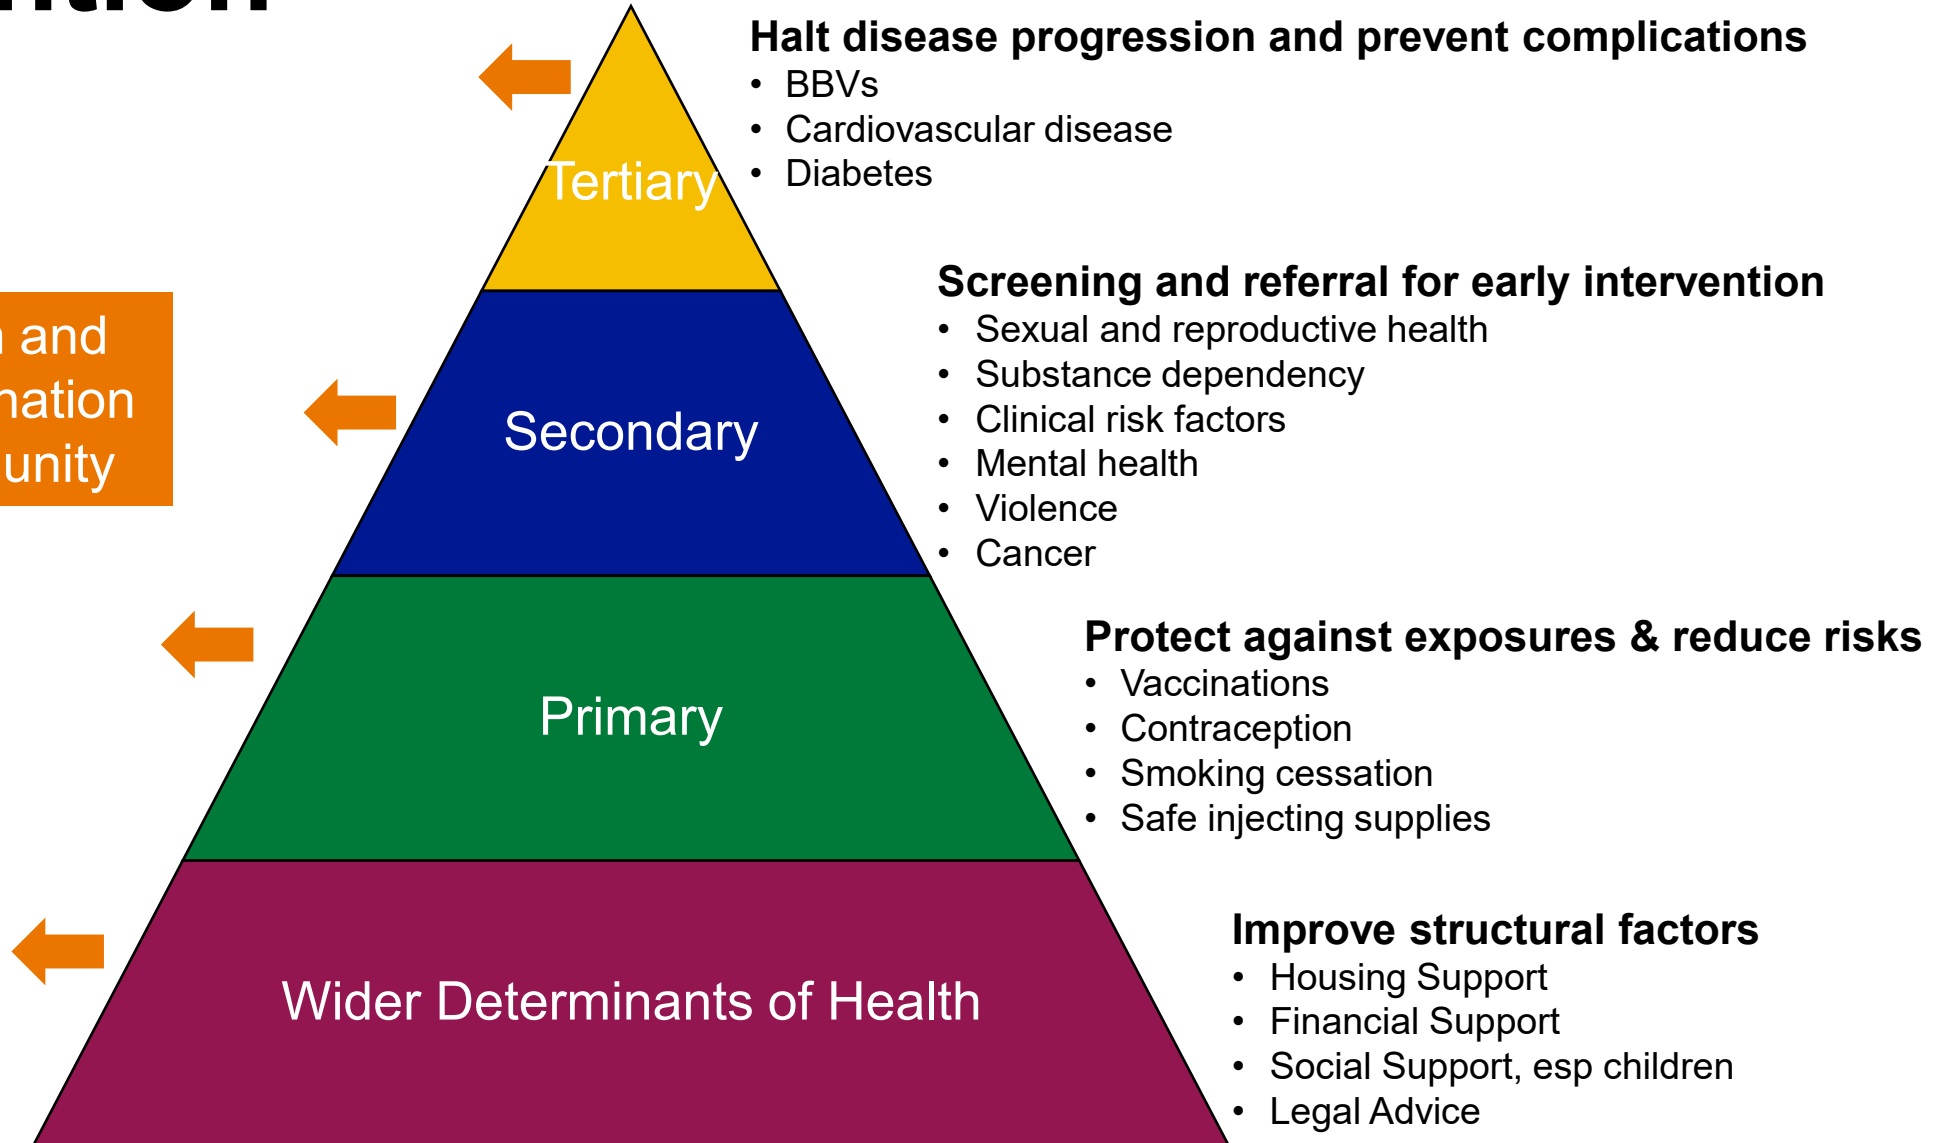 Halt disease progression and prevent complications
• BBVs
• Cardiovascular disease
• Diabetes
Tertiary
and
Screening and referral for early intervention
• Sexual and reproductive health
• Substance dependency
• Clinical risk factors
• Mental health
• Violence
• Cancer
Secondary
Protect against exposures & reduce risks
• Vaccinations
• Contraception
• Smoking cessation
• Safe injecting supplies
Primary
Improve structural factors
• Housing Support
• Financial Support
• Social Support, esp children
• Legal Advice
Wider Determinants of Health